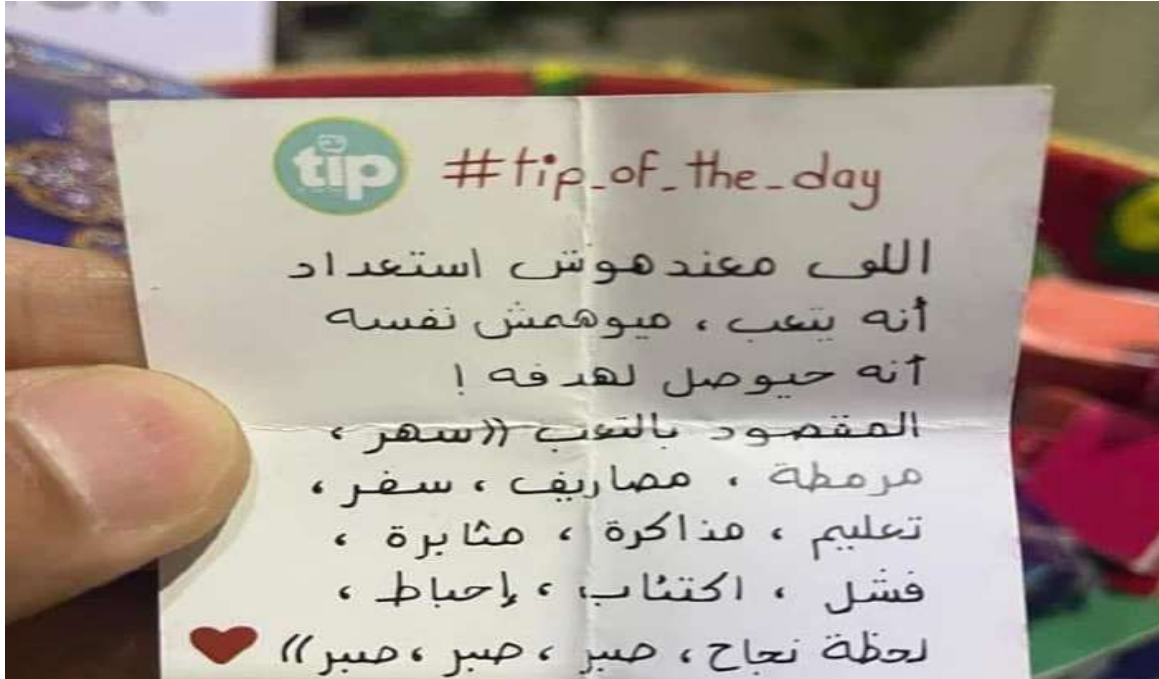 tip #tip_of_the_day
اللى معندهوش استعداد
أنه يتعب ، ميوهمش نفسه
أنه حيوصل لهدفه !
المقصود بالتعب ((سهر ،
مرمطة ، مصاريف ، سفر ،
تعليم ، مذاكرة ، مثابرة ،
فشل ، اكتئاب ، إحباط ،
لحظة نجاح ، صبر ، صبر ، صبر))